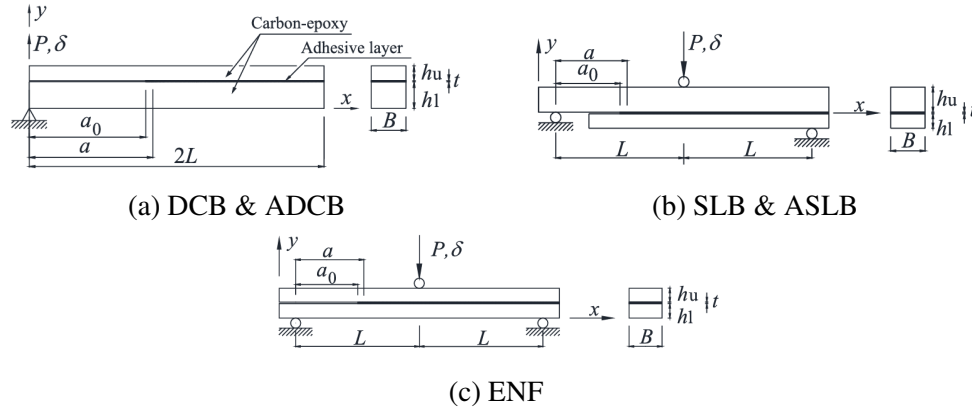 y
P,δ
Carbon-epoxy
Adhesive layer
hu
t
hl
x
B
a0
a
2L
(a) DCB & ADCB
y
P,δ
a
a0
x
hu
t
hl
L
L
B
(b) SLB & ASLB
y
P,δ
a
a0
x
hu
t
hl
L
L
B
(c) ENF